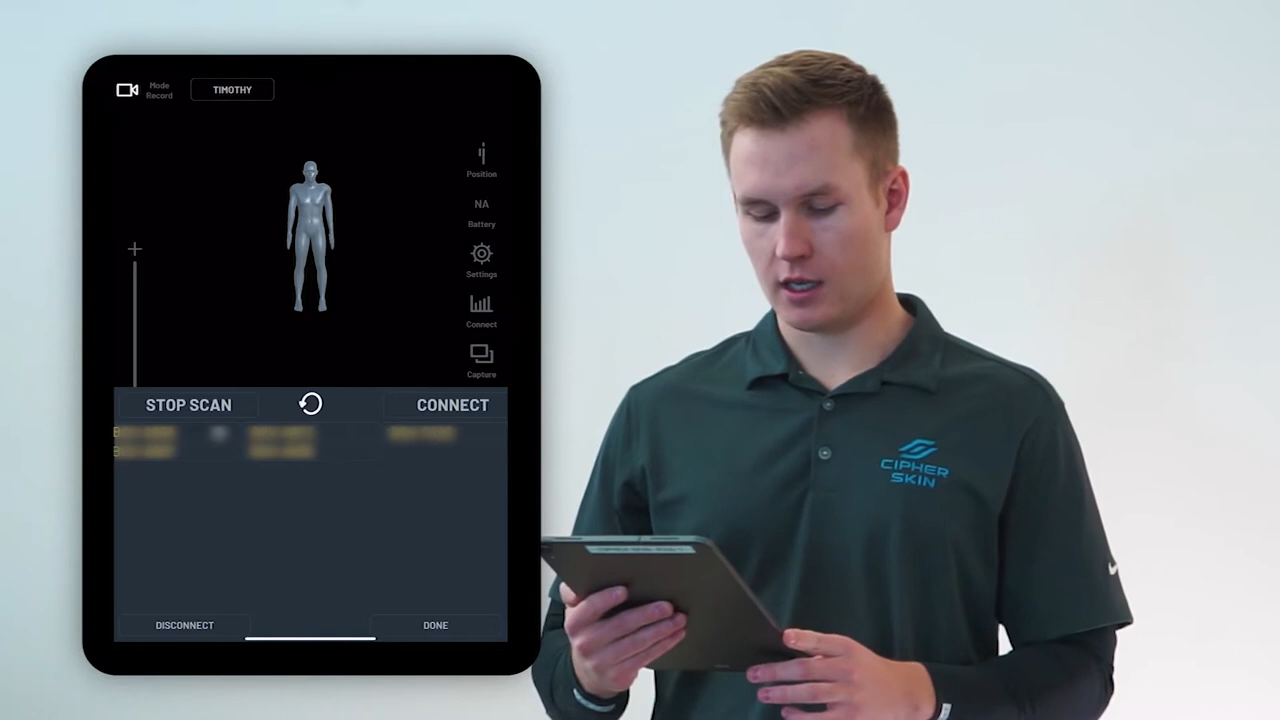 Mode
Record
TIMOTHY
Position
NA
Battery
Settings
Connect
Capture
STOP SCAN
CONNECT
DISCONNECT
DONE
CIPHER
SKIN